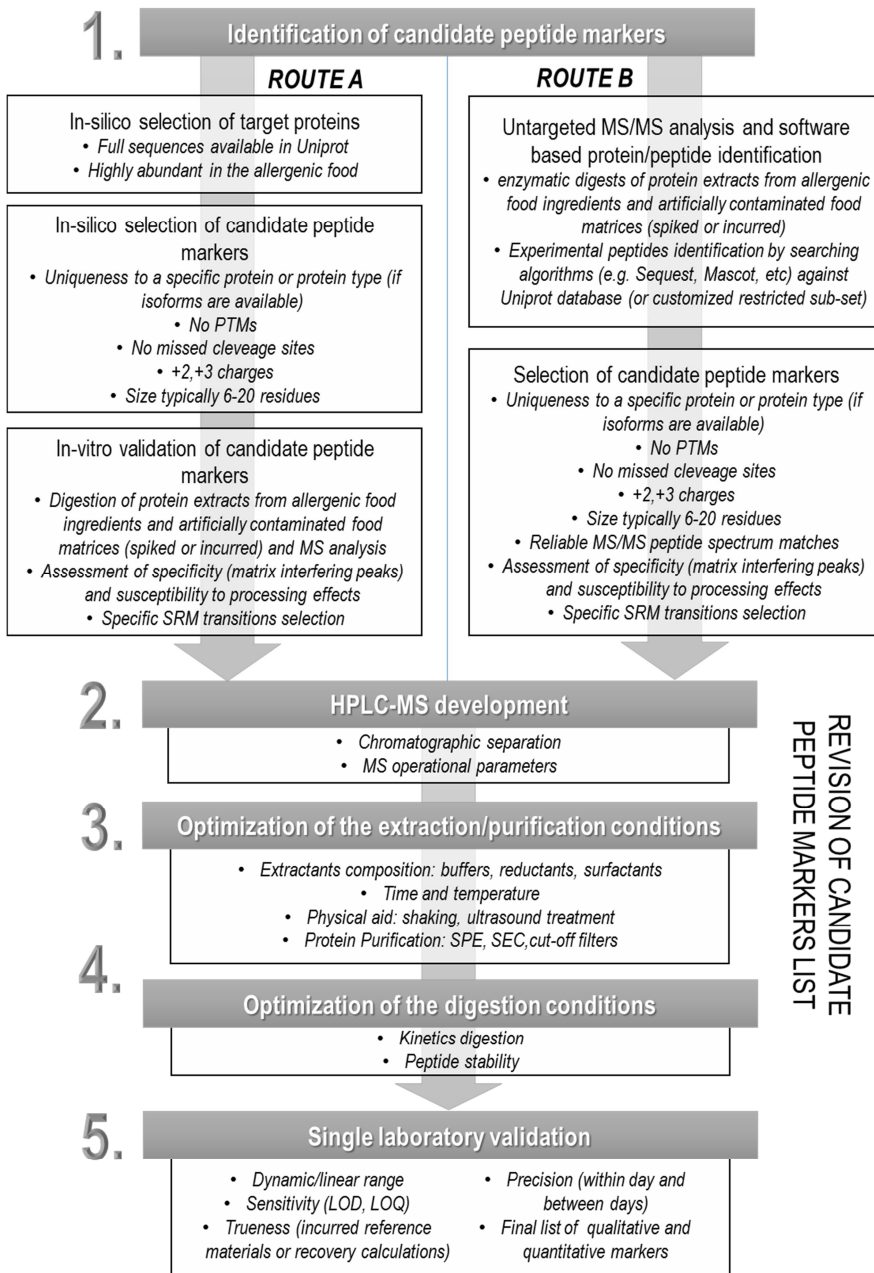 1.
Identification of candidate peptide markers
ROUTE A
In-silico selection of target proteins
• Full sequences available in Uniprot
• Highly abundant in the allergenic food
In-silico selection of candidate peptide
markers
• Uniqueness to a specific protein or protein type (if
isoforms are available)
• No PTMs
• No missed cleveage sites
• +2,+3 charges
• Size typically 6-20 residues
In-vitro validation of candidate peptide
markers
• Digestion of protein extracts from allergenic food
ingredients and artificially contaminated food
matrices (spiked or incurred) and MS analysis
• Assessment of specificity (matrix interfering peaks)
and susceptibility to processing effects
• Specific SRM transitions selection
ROUTE B
Untargeted MS/MS analysis and software
based protein/peptide identification
• enzymatic digests of protein extracts from allergenic
food ingredients and artificially contaminated food
matrices (spiked or incurred)
• Experimental peptides identification by searching
algorithms (e.g. Sequest, Mascot, etc) against
Uniprot database (or customized restricted sub-set)
Selection of candidate peptide markers
• Uniqueness to a specific protein or protein type (if
isoforms are available)
• No PTMs
• No missed cleveage sites
• +2,+3 charges
• Size typically 6-20 residues
• Reliable MS/MS peptide spectrum matches
• Assessment of specificity (matrix interfering peaks)
and susceptibility to processing effects
• Specific SRM transitions selection
2.
HPLC-MS development
• Chromatographic separation
• MS operational parameters
3.
Optimization of the extraction/purification conditions
• Extractants composition: buffers, reductants, surfactants
• Time and temperature
• Physical aid: shaking, ultrasound treatment
• Protein Purification: SPE, SEC,cut-off filters
4.
Optimization of the digestion conditions
• Kinetics digestion
• Peptide stability
5.
Single laboratory validation
• Dynamic/linear range
• Sensitivity (LOD, LOQ)
• Trueness (incurred reference
materials or recovery calculations)
• Precision (within day and
between days)
• Final list of qualitative and
quantitative markers
REVISION OF CANDIDATE
PEPTIDE MARKERS LIST